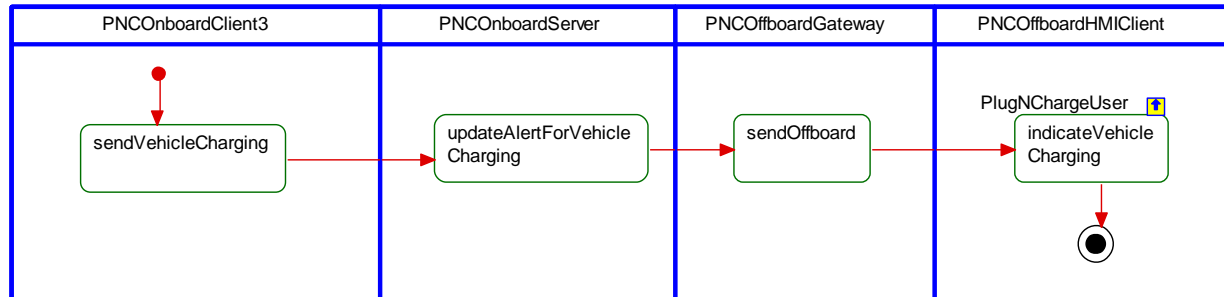 PNCOnboardClient3
PNCOnboardServer
PNCOffboardGateway
PNCOffboardHMIClient
sendVehicleCharging
updateAlertForVehicle
Charging
sendOffboard
PlugNChargeUser
indicateVehicle
Charging